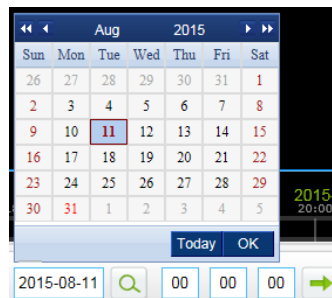 Aug 2015
Sun Mon Tue Wed Thu Fri Sat
26 27 28 29 30 31 1
2 3 4 5 6 7 8
9 10 11 12 13 14 15
16 17 18 19 20 21 22
23 24 25 26 27 28 29
30 31 1 2 3 4 5
2015-
20:00
Today OK
2015-08-11 00 00 00